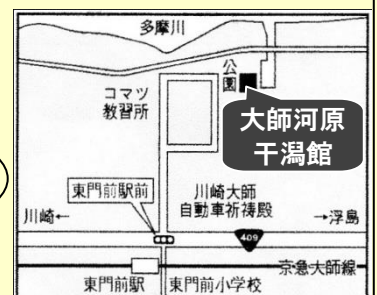 多摩川
公園
コマツ
教習所
大師河原
干潟館
東門前駅前
川崎大師
自動車祈祷殿
川崎←
→浮島
409
京急大師線
東門前駅
東門前小学校